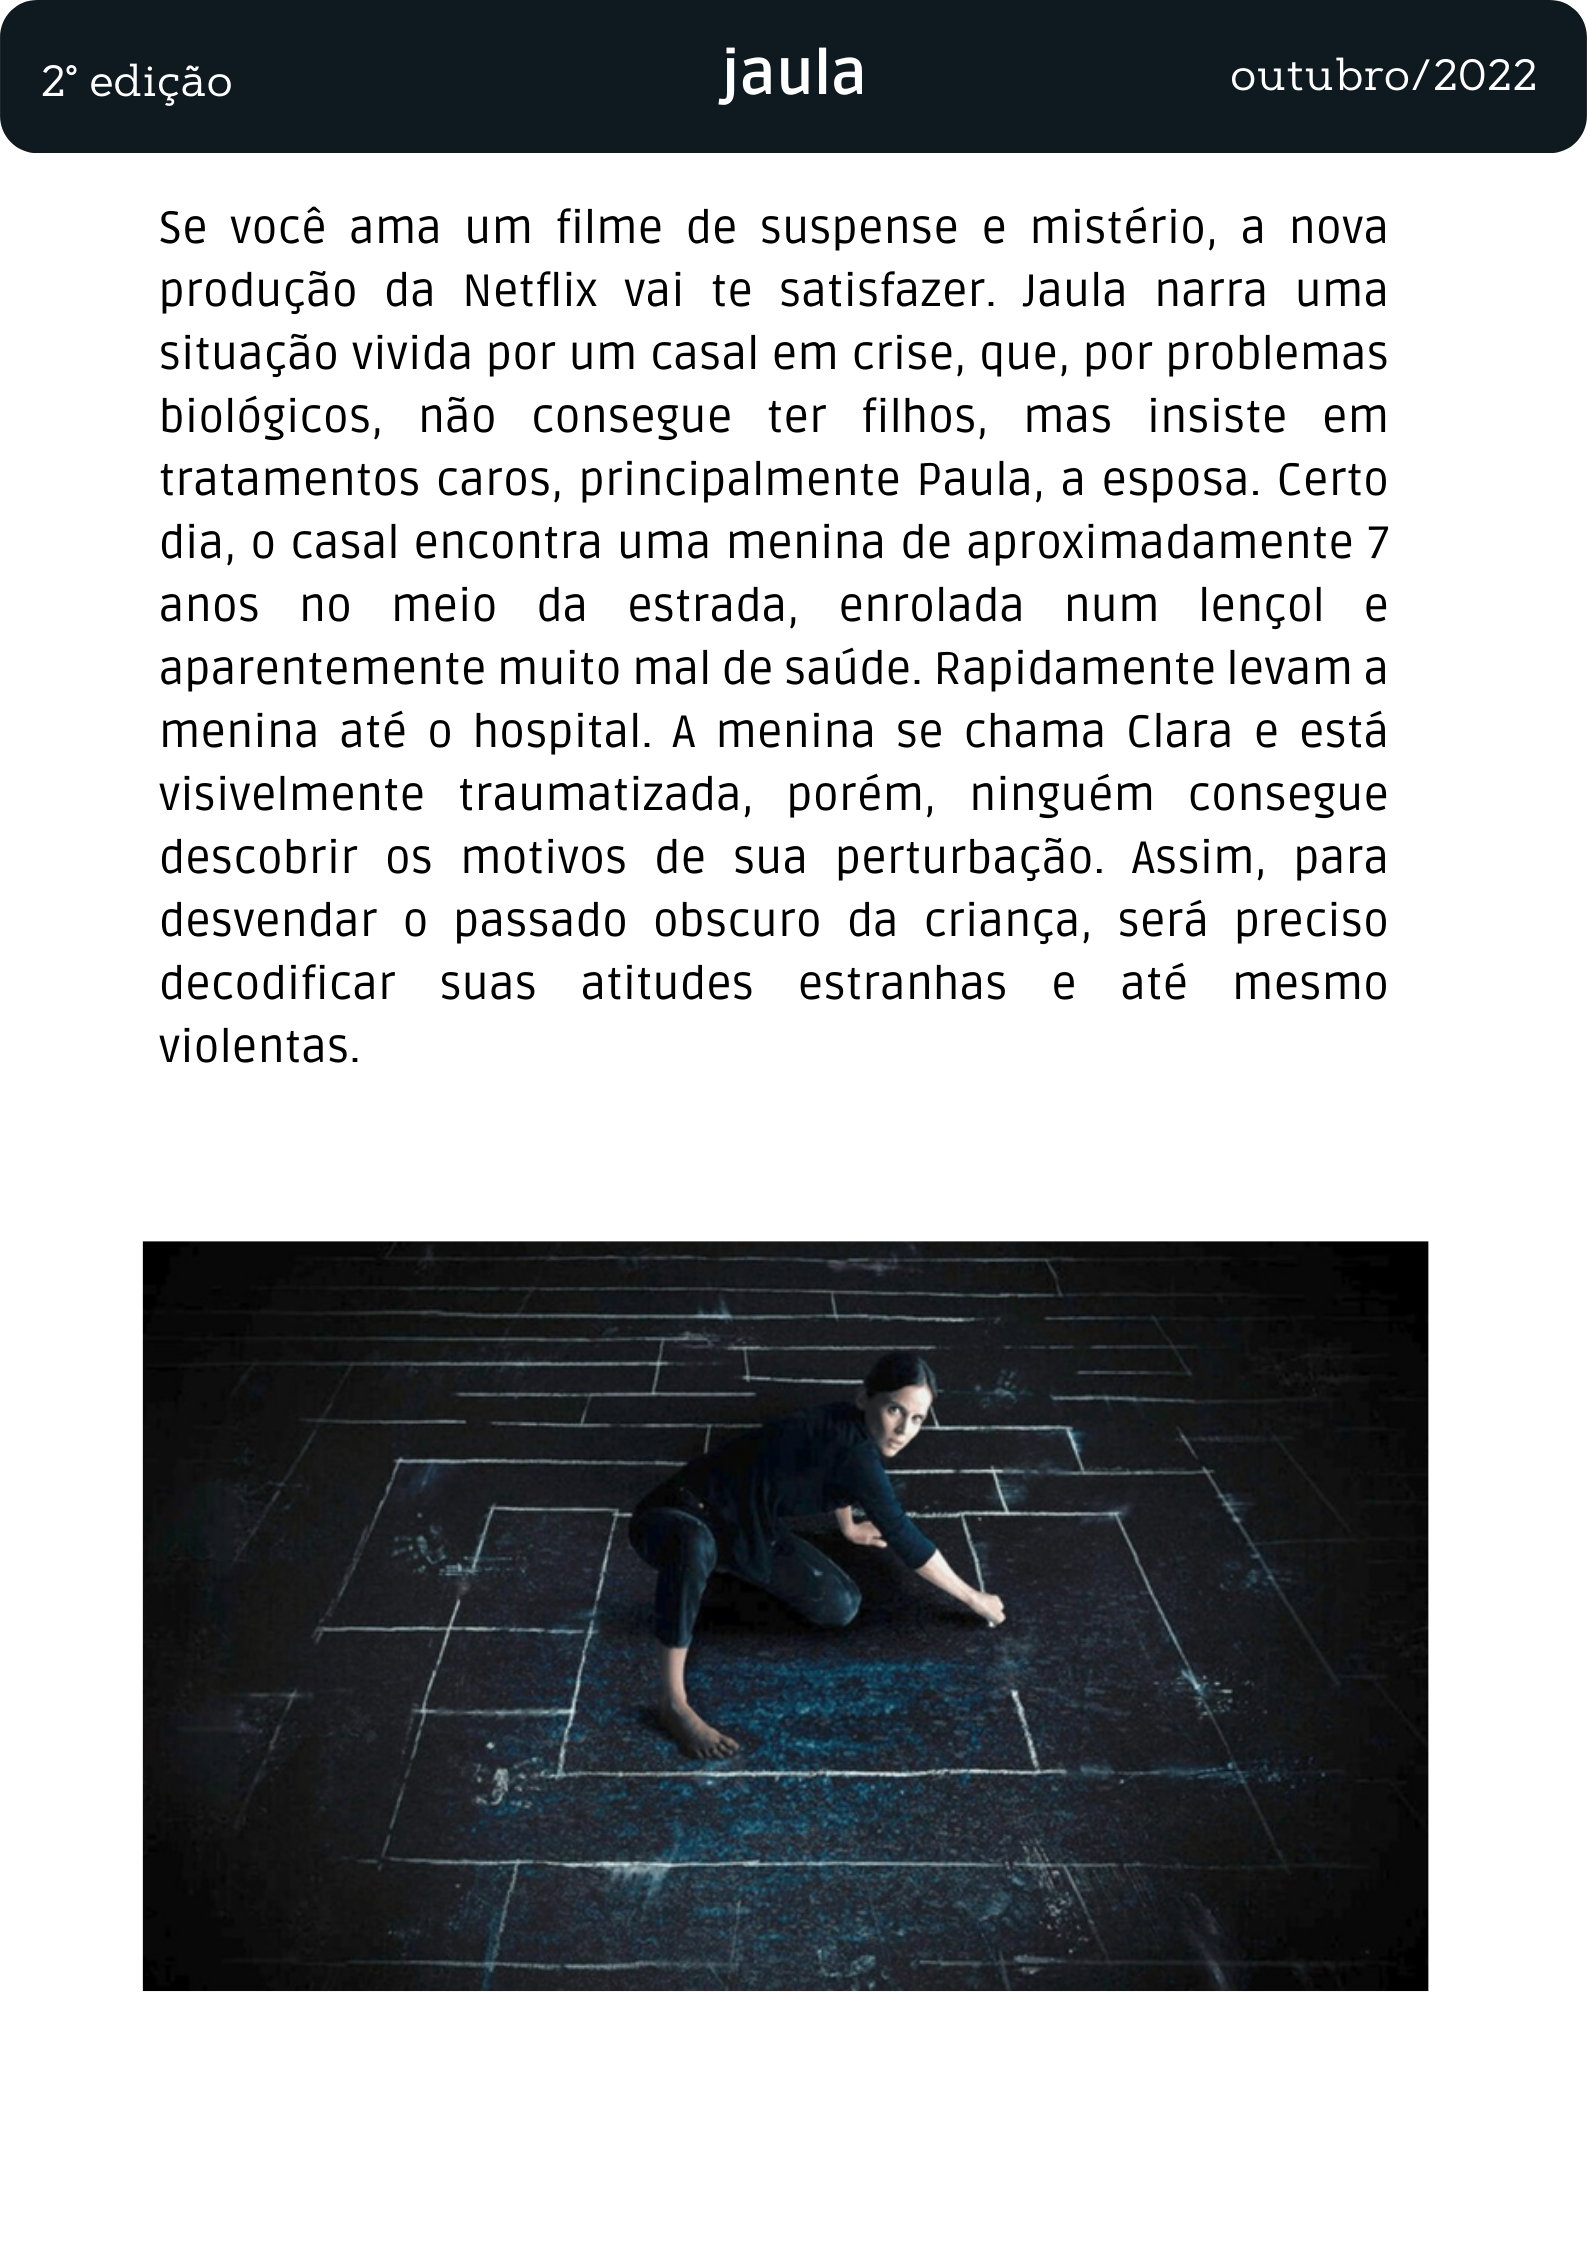 2° edição
jaula
outubro/2022
Se você ama um filme de suspense e mistério, a nova
produção da Netflix vai te satisfazer. Jaula narra uma
situação vivida por um casal em crise, que, por problemas
biológicos, não consegue ter filhos, mas insiste em
tratamentos caros, principalmente Paula, a esposa. Certo
dia, o casal encontra uma menina de aproximadamente 7
anos no meio da estrada, enrolada num lençol e
aparentemente muito mal de saúde. Rapidamente levam a
menina até o hospital. A menina se chama Clara e está
visivelmente traumatizada, porém, ninguém consegue
descobrir os motivos de sua perturbação. Assim, para
desvendar o passado obscuro da criança, será preciso
decodificar suas atitudes estranhas e até mesmo
violentas.